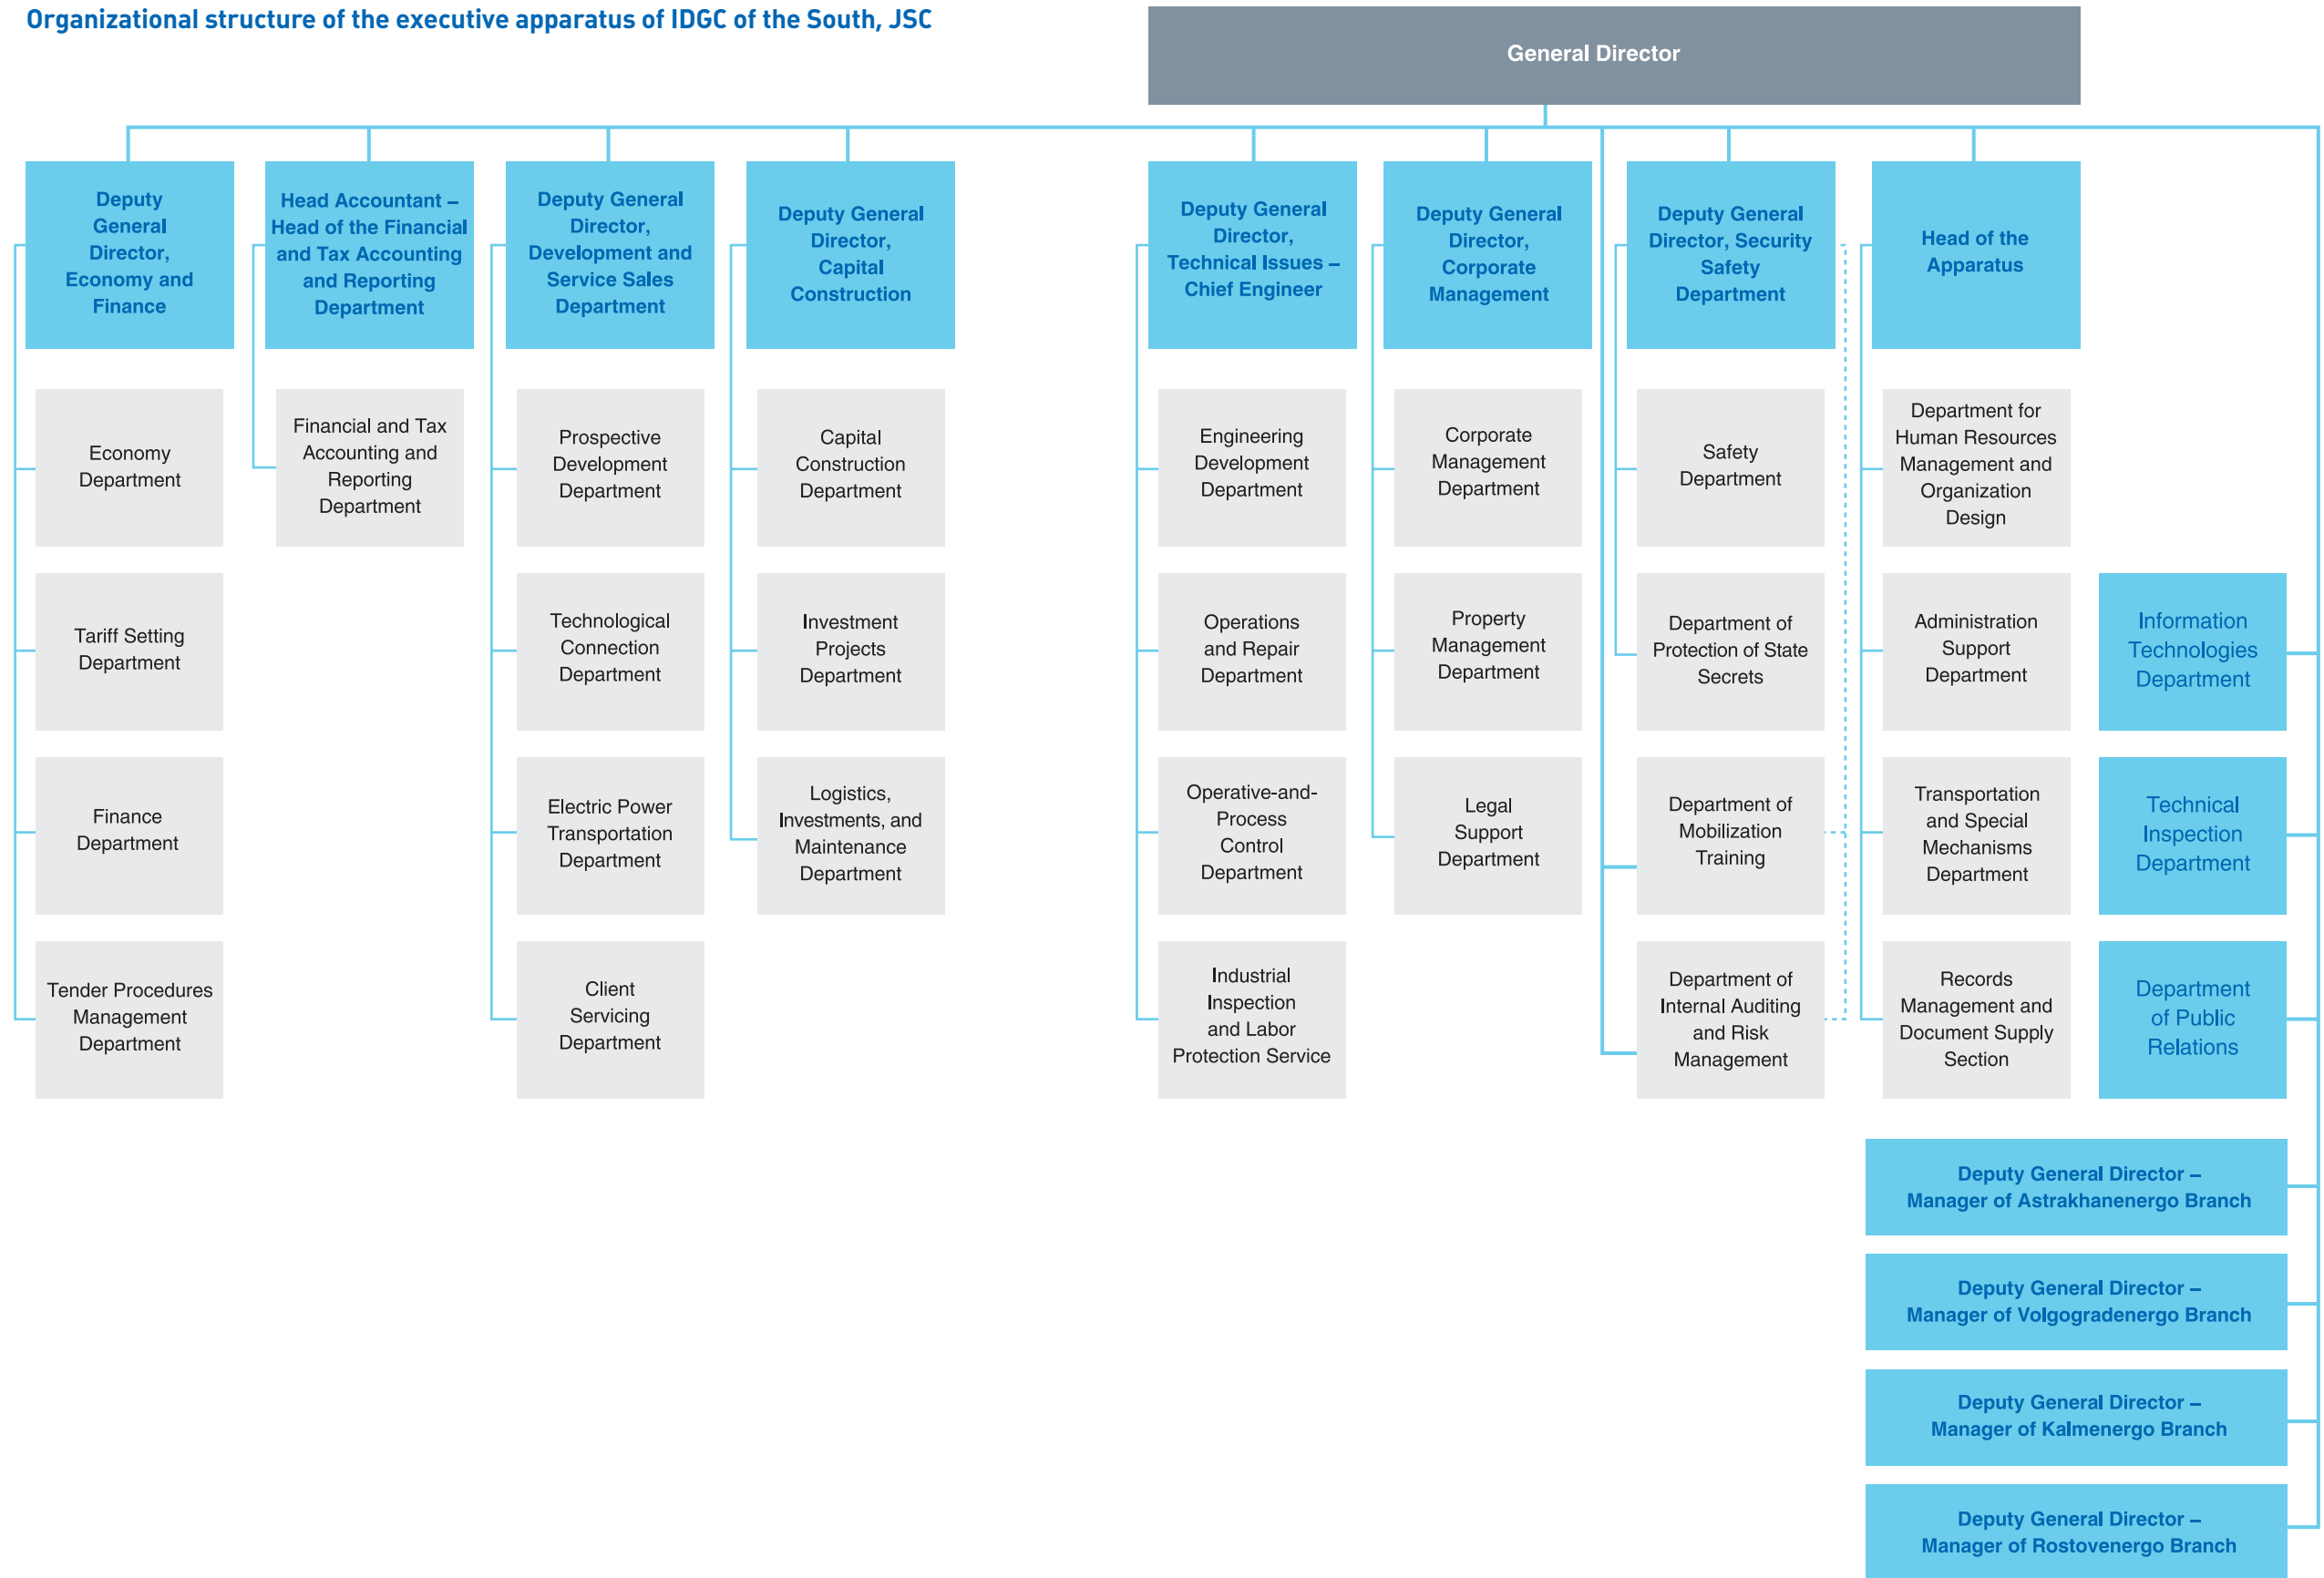 Organizational structure of the executive apparatus of IDGC of the South, JSC
General Director
Deputy
General
Director,
Economy and
Finance
Head Accountant –
Head of the Financial
and Tax Accounting
and Reporting
Department
Deputy General
Director,
Development and
Service Sales
Department
Deputy General
Director,
Capital
Construction
Deputy General
Director,
Technical Issues –
Chief Engineer
Deputy General
Director,
Corporate
Management
Deputy General
Director, Security
Safety
Department
Head of the
Apparatus
Economy
Department
Financial and Tax
Accounting and
Reporting
Department
Prospective
Development
Department
Capital
Construction
Department
Engineering
Development
Department
Corporate
Management
Department
Safety
Department
Department for
Human Resources
Management and
Organization
Design
Tariff Setting
Department
Technological
Connection
Department
Investment
Projects
Department
Operations
and Repair
Department
Property
Management
Department
Department of
Protection of State
Secrets
Administration
Support
Department
Information
Technologies
Department
Finance
Department
Electric Power
Transportation
Department
Logistics,
Investments, and
Maintenance
Department
Operative-and-
Process
Control
Department
Legal
Support
Department
Department of
Mobilization
Training
Transportation
and Special
Mechanisms
Department
Technical
Inspection
Department
Tender Procedures
Management
Department
Client
Servicing
Department
Industrial
Inspection
and Labor
Protection Service
Department of
Internal Auditing
and Risk
Management
Records
Management and
Document Supply
Section
Department
of Public
Relations
Deputy General Director –
Manager of Astrakhanenergo Branch
Deputy General Director –
Manager of Volgogradenergo Branch
Deputy General Director –
Manager of Kalmenergo Branch
Deputy General Director –
Manager of Rostovenergo Branch